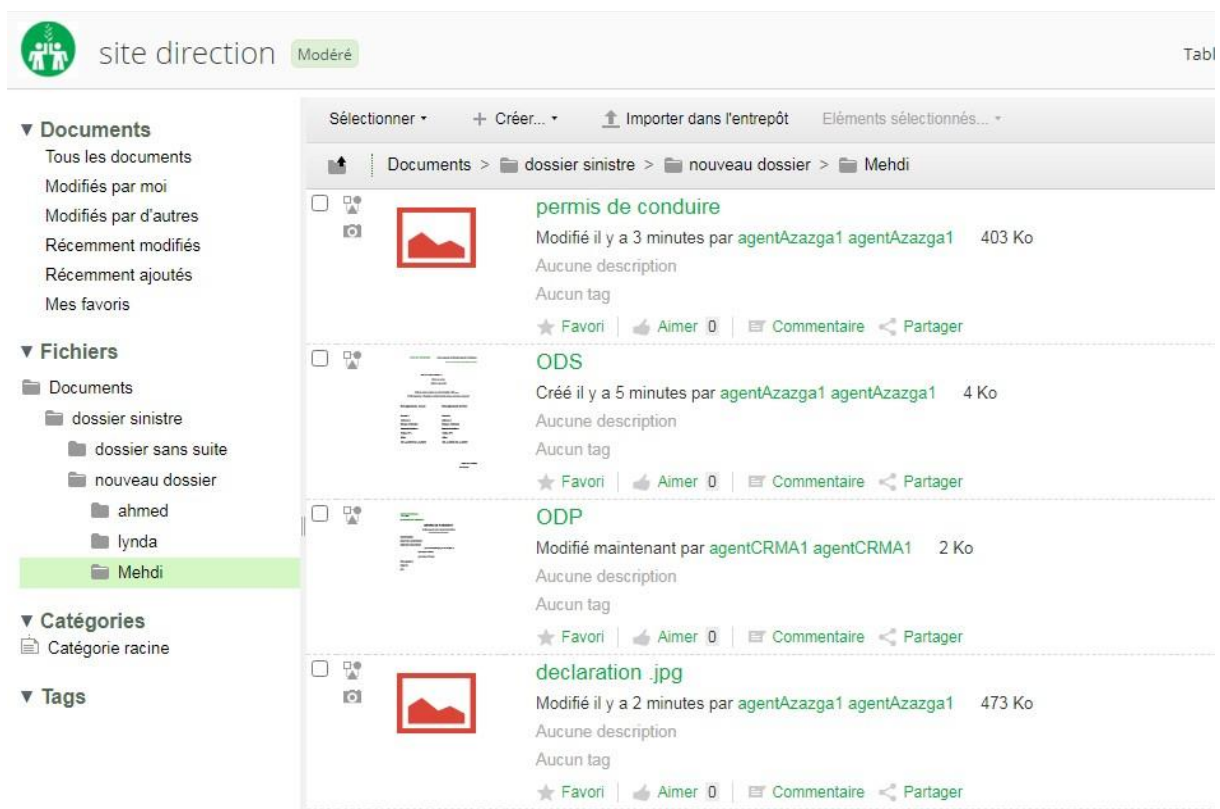 site direction Modéré
Tabl
Documents
Tous les documents
Modifiés par moi
Modifiés par d'autres
Récemment modifiés
Récemment ajoutés
Mes favoris
Fichiers
Documents
dossier sinistre
dossier sans suite
nouveau dossier
ahmed
lynda
Mehdi
Catégories
Catégorie racine
Tags
Sélectionner + Créer... Importer dans l'entrepôt Eléments sélectionnés...
Documents > dossier sinistre > nouveau dossier > Mehdi
permis de conduire
Modifié il y a 3 minutes par agentAzazga1 agentAzazga1 403 Ko
Aucune description
Aucun tag
Favori Aimer 0 Commentaire Partager
ODS
Créé il y a 5 minutes par agentAzazga1 agentAzazga1 4 Ko
Aucune description
Aucun tag
Favori Aimer 0 Commentaire Partager
ODP
Modifié maintenant par agentCRMA1 agentCRMA1 2 Ko
Aucune description
Aucun tag
Favori Aimer 0 Commentaire Partager
declaration .jpg
Modifié il y a 2 minutes par agentAzazga1 agentAzazga1 473 Ko
Aucune description
Aucun tag
Favori Aimer 0 Commentaire Partager